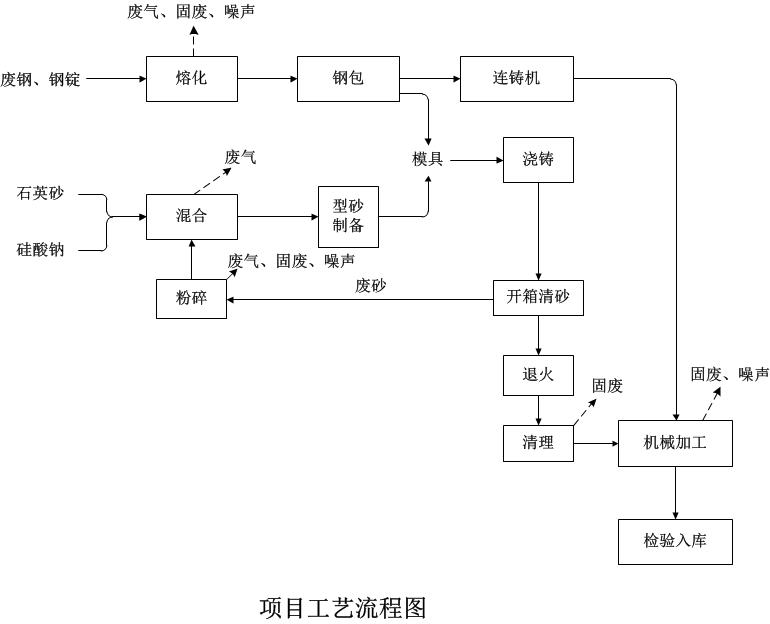 废气、固废、噪声
废钢、钢锭
熔化
钢包
连铸机
模具
浇铸
废气
石英砂
混合
型砂
制备
硅酸钠
废气、固废、噪声
粉碎
废砂
开箱清砂
退火
固废
固废、噪声
清理
机械加工
检验入库
项目工艺流程图